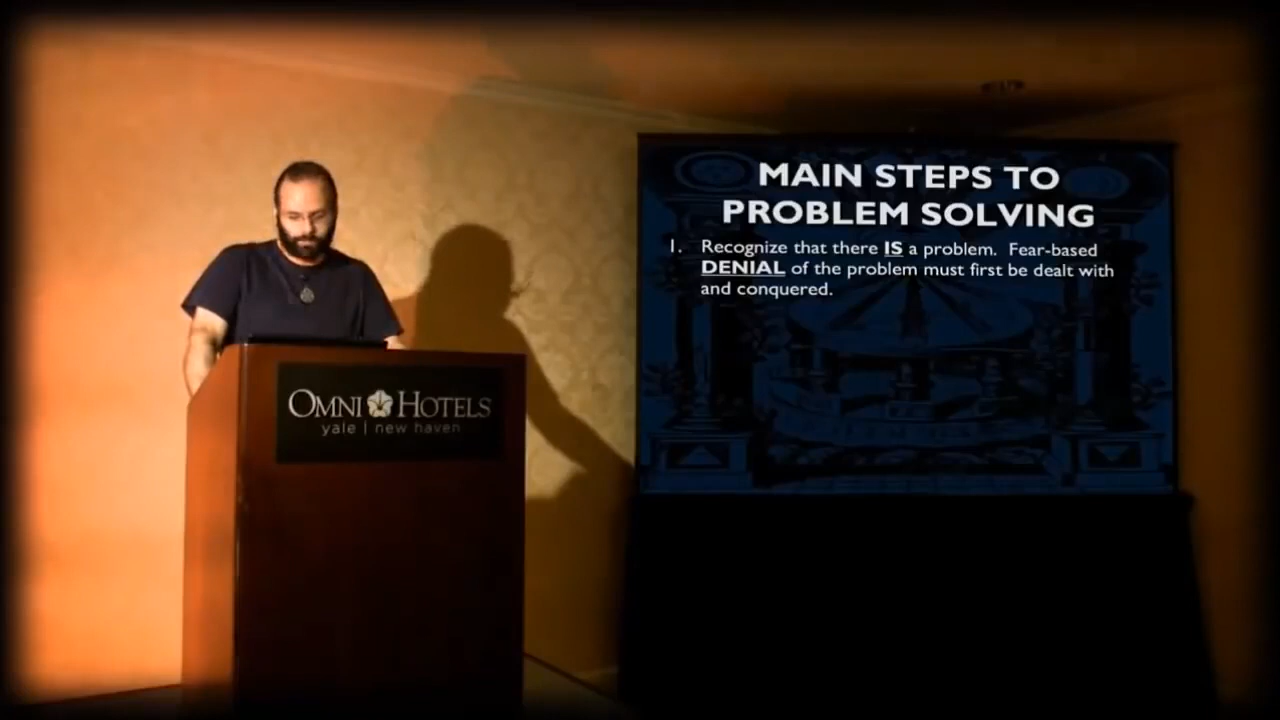 MAIN STEPS TO
PROBLEM SOLVING
1. Recognize that there IS a problem. Fear-based
DENIAL of the problem must first be dealt with
and conquered.
OMNI HOTELS
yale | new haven